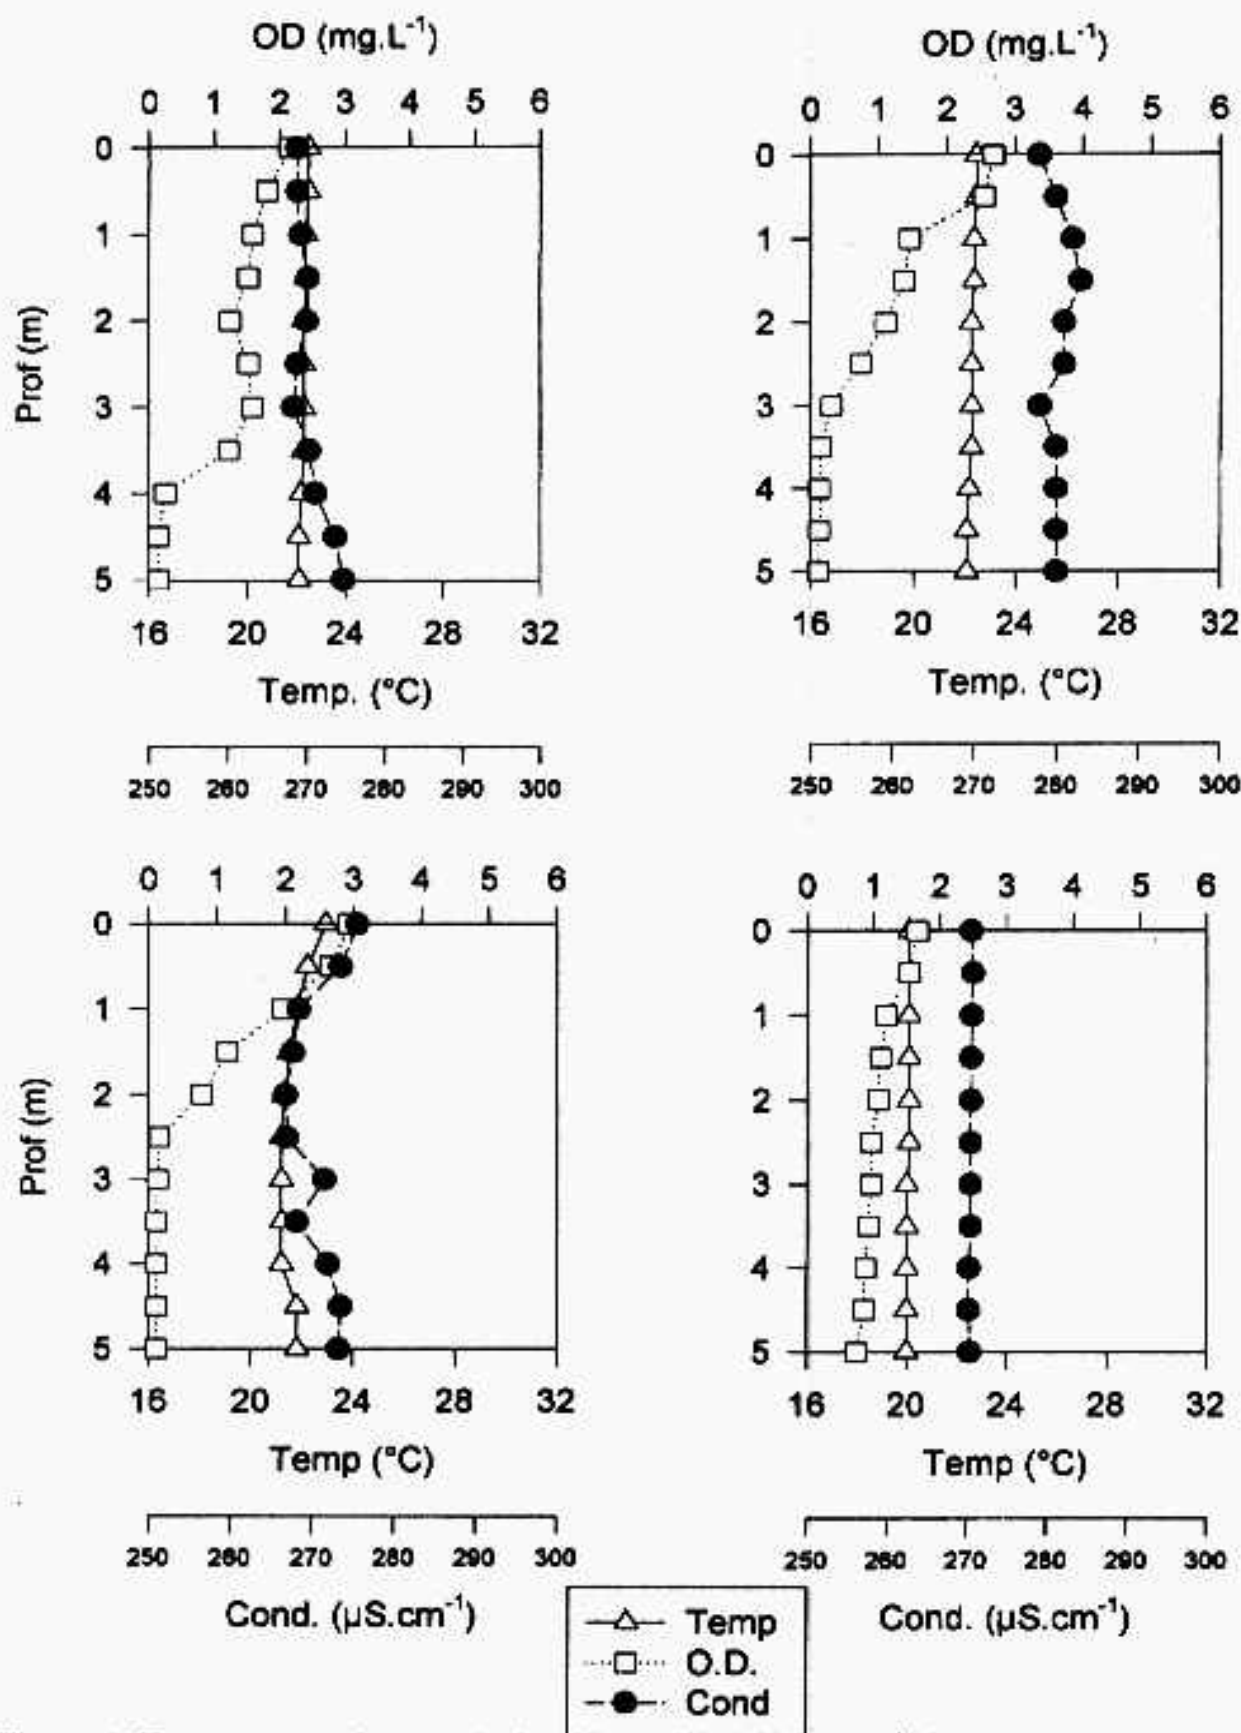 OD (mg.L⁻¹)
OD (mg.L⁻¹)
0 1 2 3 4 5 6
0 1 2 3 4 5 6
0
1
2
3
4
5
Prof (m)
0
1
2
3
4
5
16 20 24 28 32
16 20 24 28 32
Temp. (°C)
Temp. (°C)
250 260 270 280 290 300
250 260 270 280 290 300
0 1 2 3 4 5 6
0 1 2 3 4 5 6
0
1
2
3
4
5
Prof (m)
0
1
2
3
4
5
16 20 24 28 32
16 20 24 28 32
Temp (°C)
Temp (°C)
250 260 270 280 290 300
250 260 270 280 290 300
Cond. (µS.cm⁻¹)
Cond. (µS.cm⁻¹)
Temp
O.D.
Cond